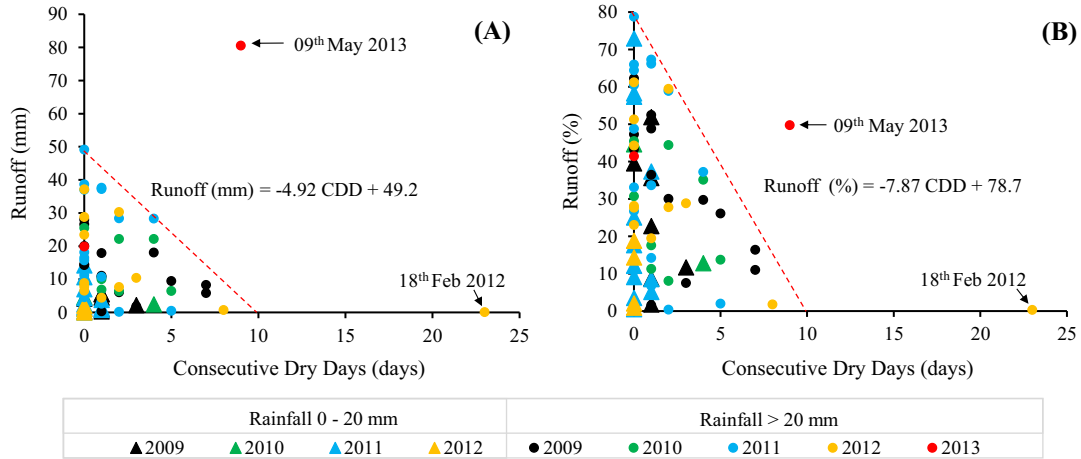 (A)
90
80
70
60
50
40
30
20
10
0
Runoff (mm)
09th May 2013
Runoff (mm) = -4.92 CDD + 49.2
18th Feb 2012
0 5 10 15 20 25
Consecutive Dry Days (days)
(B)
80
70
60
50
40
30
20
10
0
Runoff (%)
09th May 2013
Runoff (%) = -7.87 CDD + 78.7
18th Feb 2012
0 5 10 15 20 25
Consecutive Dry Days (days)
Rainfall 0 - 20 mm Rainfall > 20 mm
2009 2010 2011 2012 2009 2010 2011 2012 2013